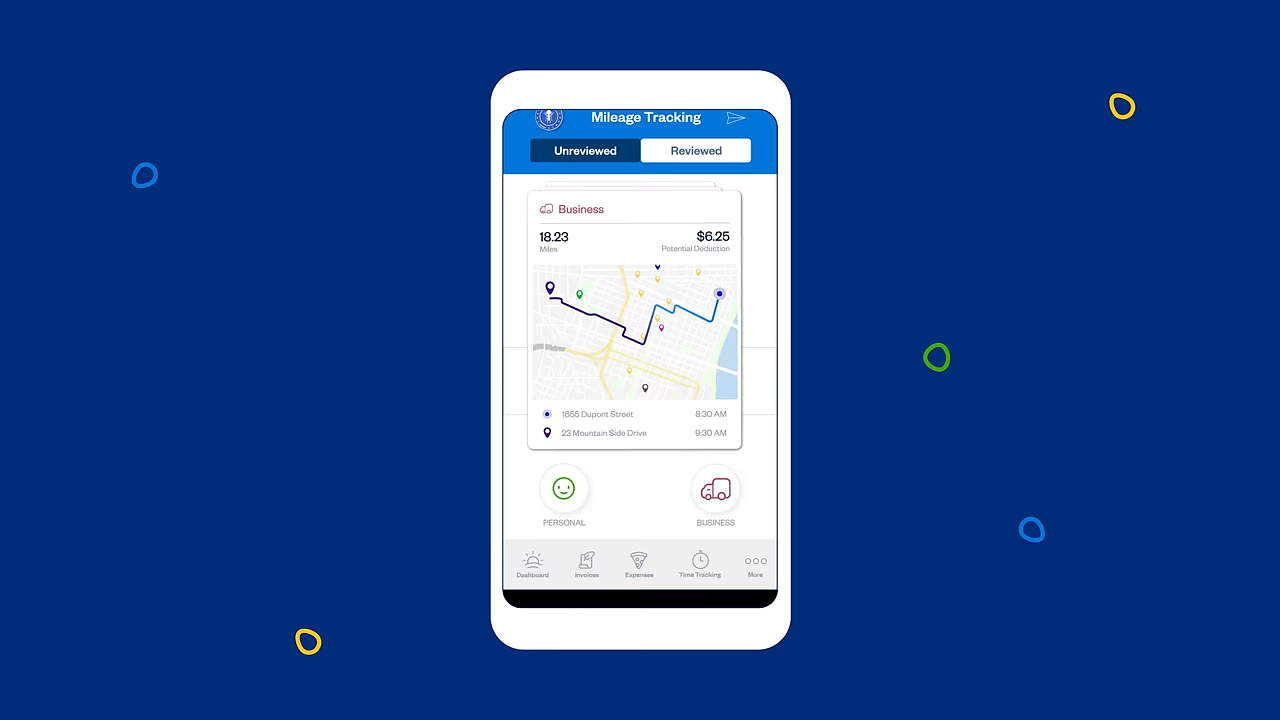 Mileage Tracking
Unreviewed Reviewed
Business
18.23 $6.25
Miles Potential Deduction
1655 Dupont Street 8:30 AM
23 Mountain Side Drive 9:30 AM
PERSONAL BUSINESS
Dashboard Invoices Expenses Time Tracking More